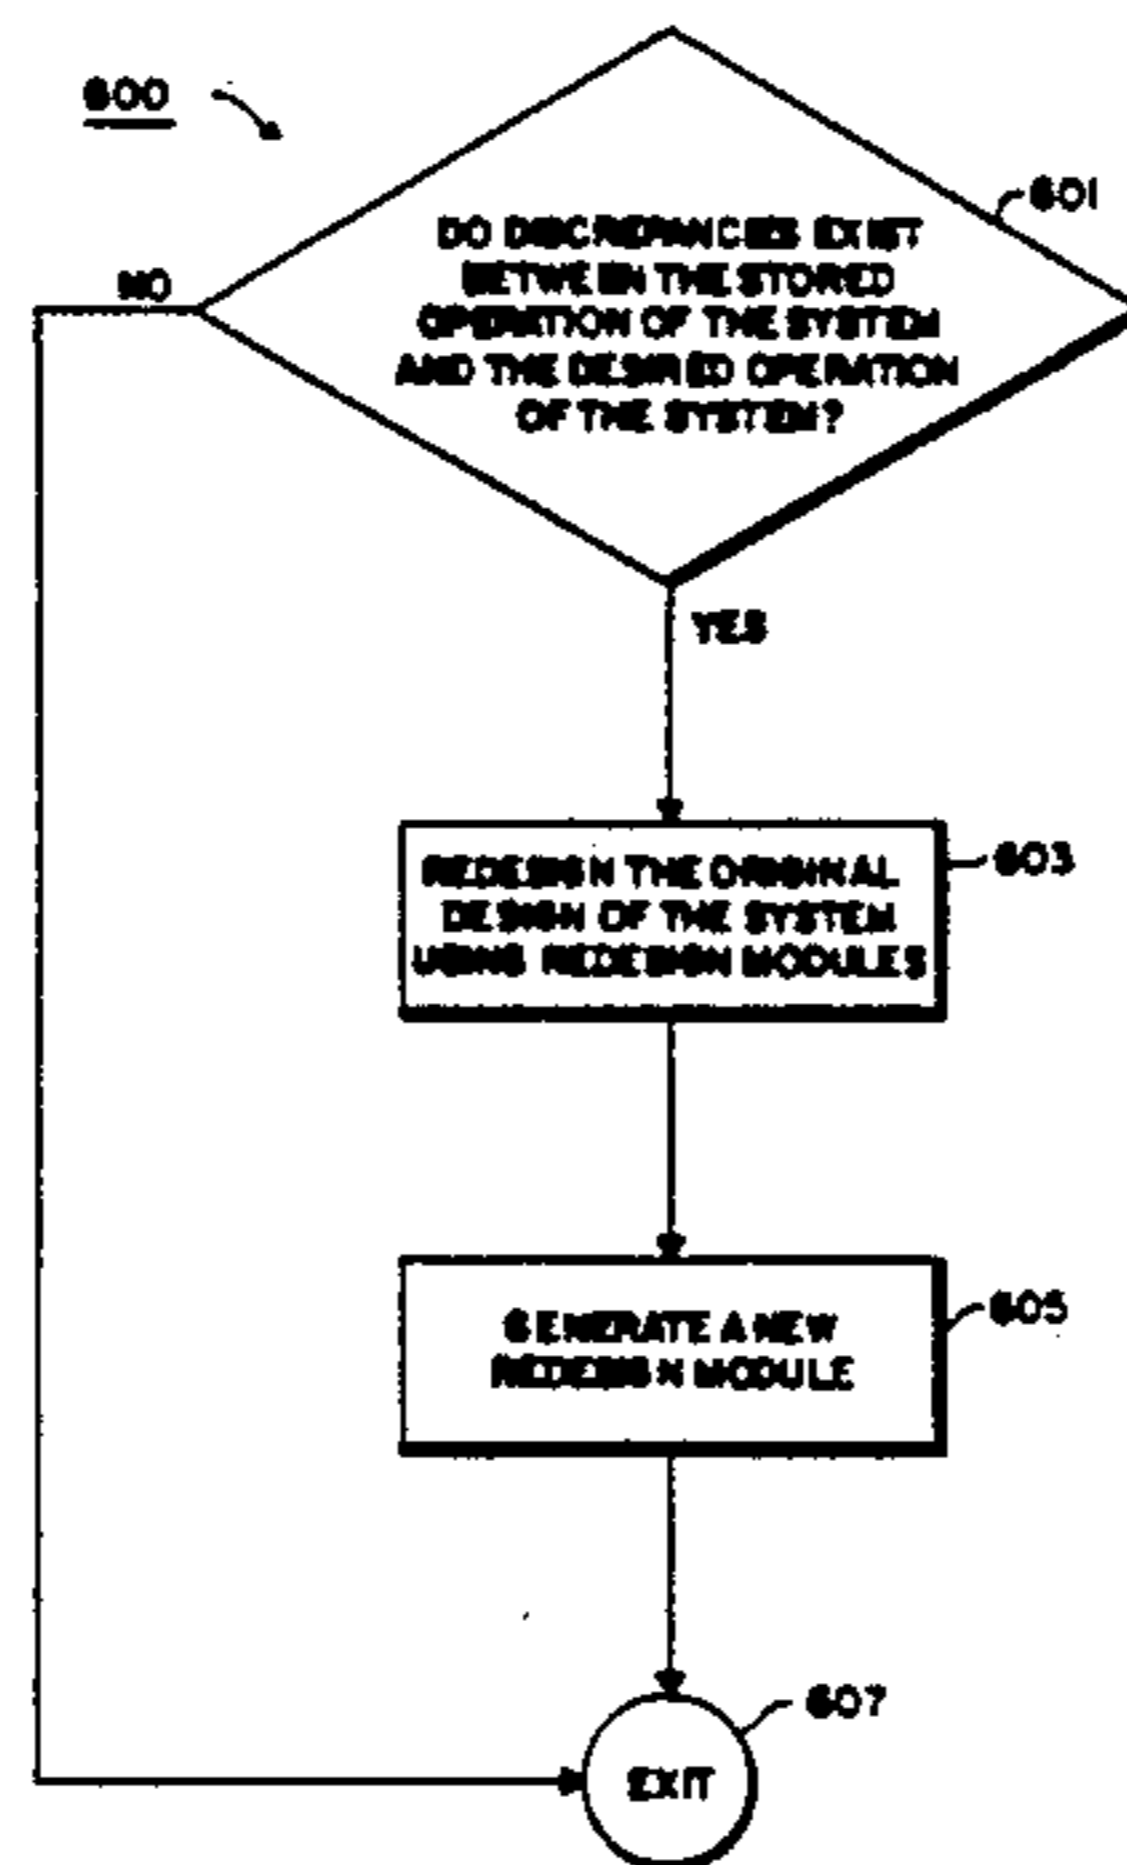 600
601
DO DISCREPANCIES EXIST
BETWEEN THE STORED
OPERATION OF THE SYSTEM
AND THE DESIRED OPERATION
OF THE SYSTEM?
NO
YES
603
REDESIGN THE ORIGINAL
DESIGN OF THE SYSTEM
USING REDESIGN MODULES
605
GENERATE A NEW
REDESIGN MODULE
607
EXIT